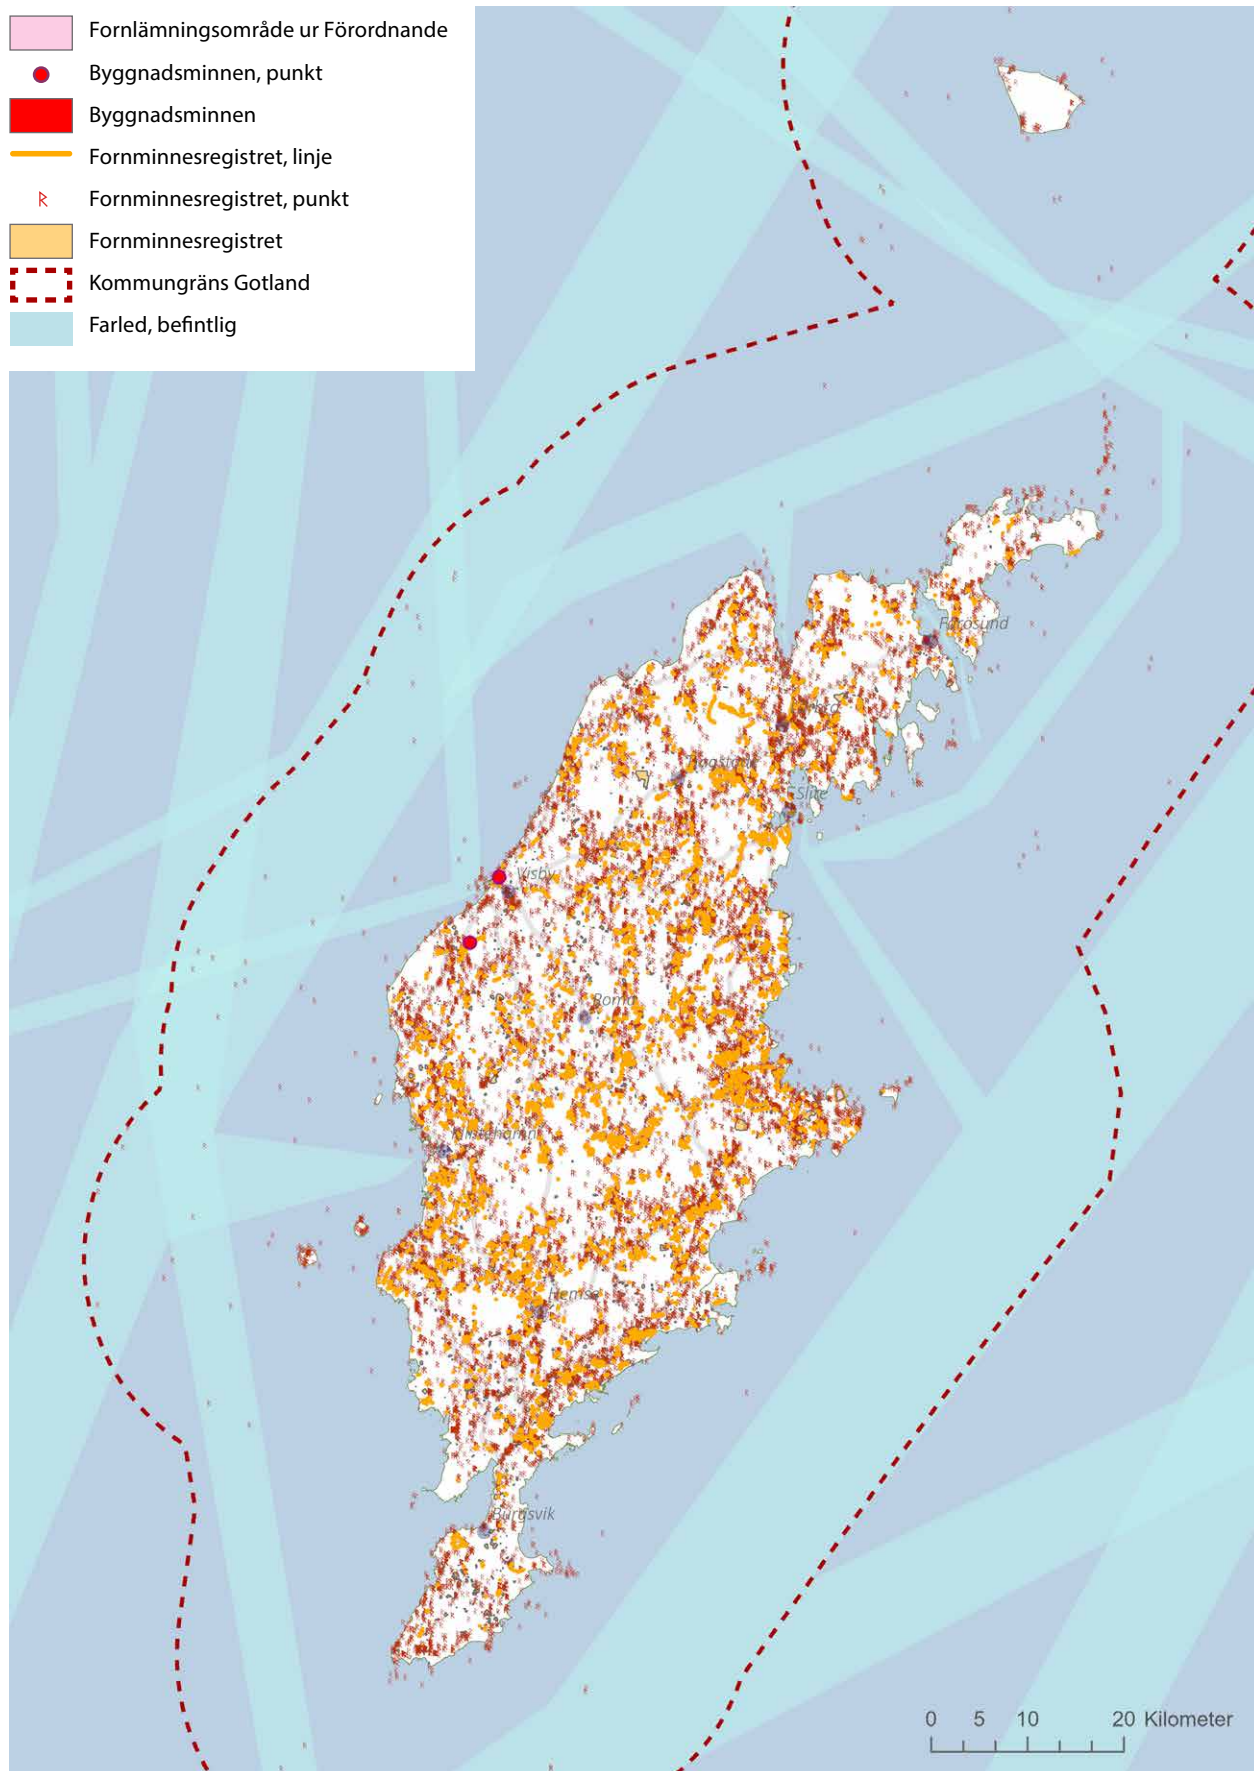 Fornlämningsområde ur Förordnande
Byggnadsminnen, punkt
Byggnadsminnen
Fornminnesregistret, linje
Fornminnesregistret, punkt
Fornminnesregistret
Kommungräns Gotland
Farled, befintlig
Fårösund
Slite
Visby
Roma
Klintehamn
Hemse
Burgsvik
0 5 10 20 Kilometer